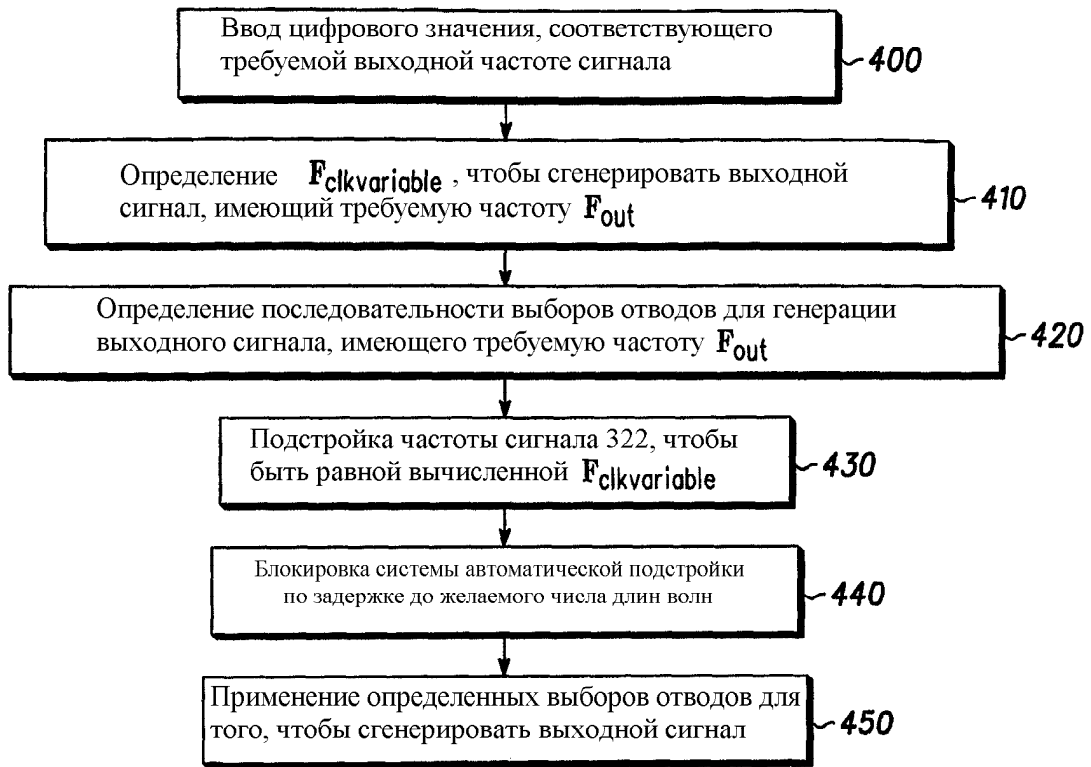 Ввод цифрового значения, соответствующего
требуемой выходной частоте сигнала
400
Определение Fclkvariable, чтобы сгенерировать выходной
сигнал, имеющий требуемую частоту Fout
410
Определение последовательности выборов отводов для генерации
выходного сигнала, имеющего требуемую частоту Fout
420
Подстройка частоты сигнала 322, чтобы
быть равной вычисленной Fclkvariable
430
Блокировка системы автоматической подстройки
по задержке до желаемого числа длин волн
440
Применение определенных выборов отводов для
того, чтобы сгенерировать выходной сигнал
450